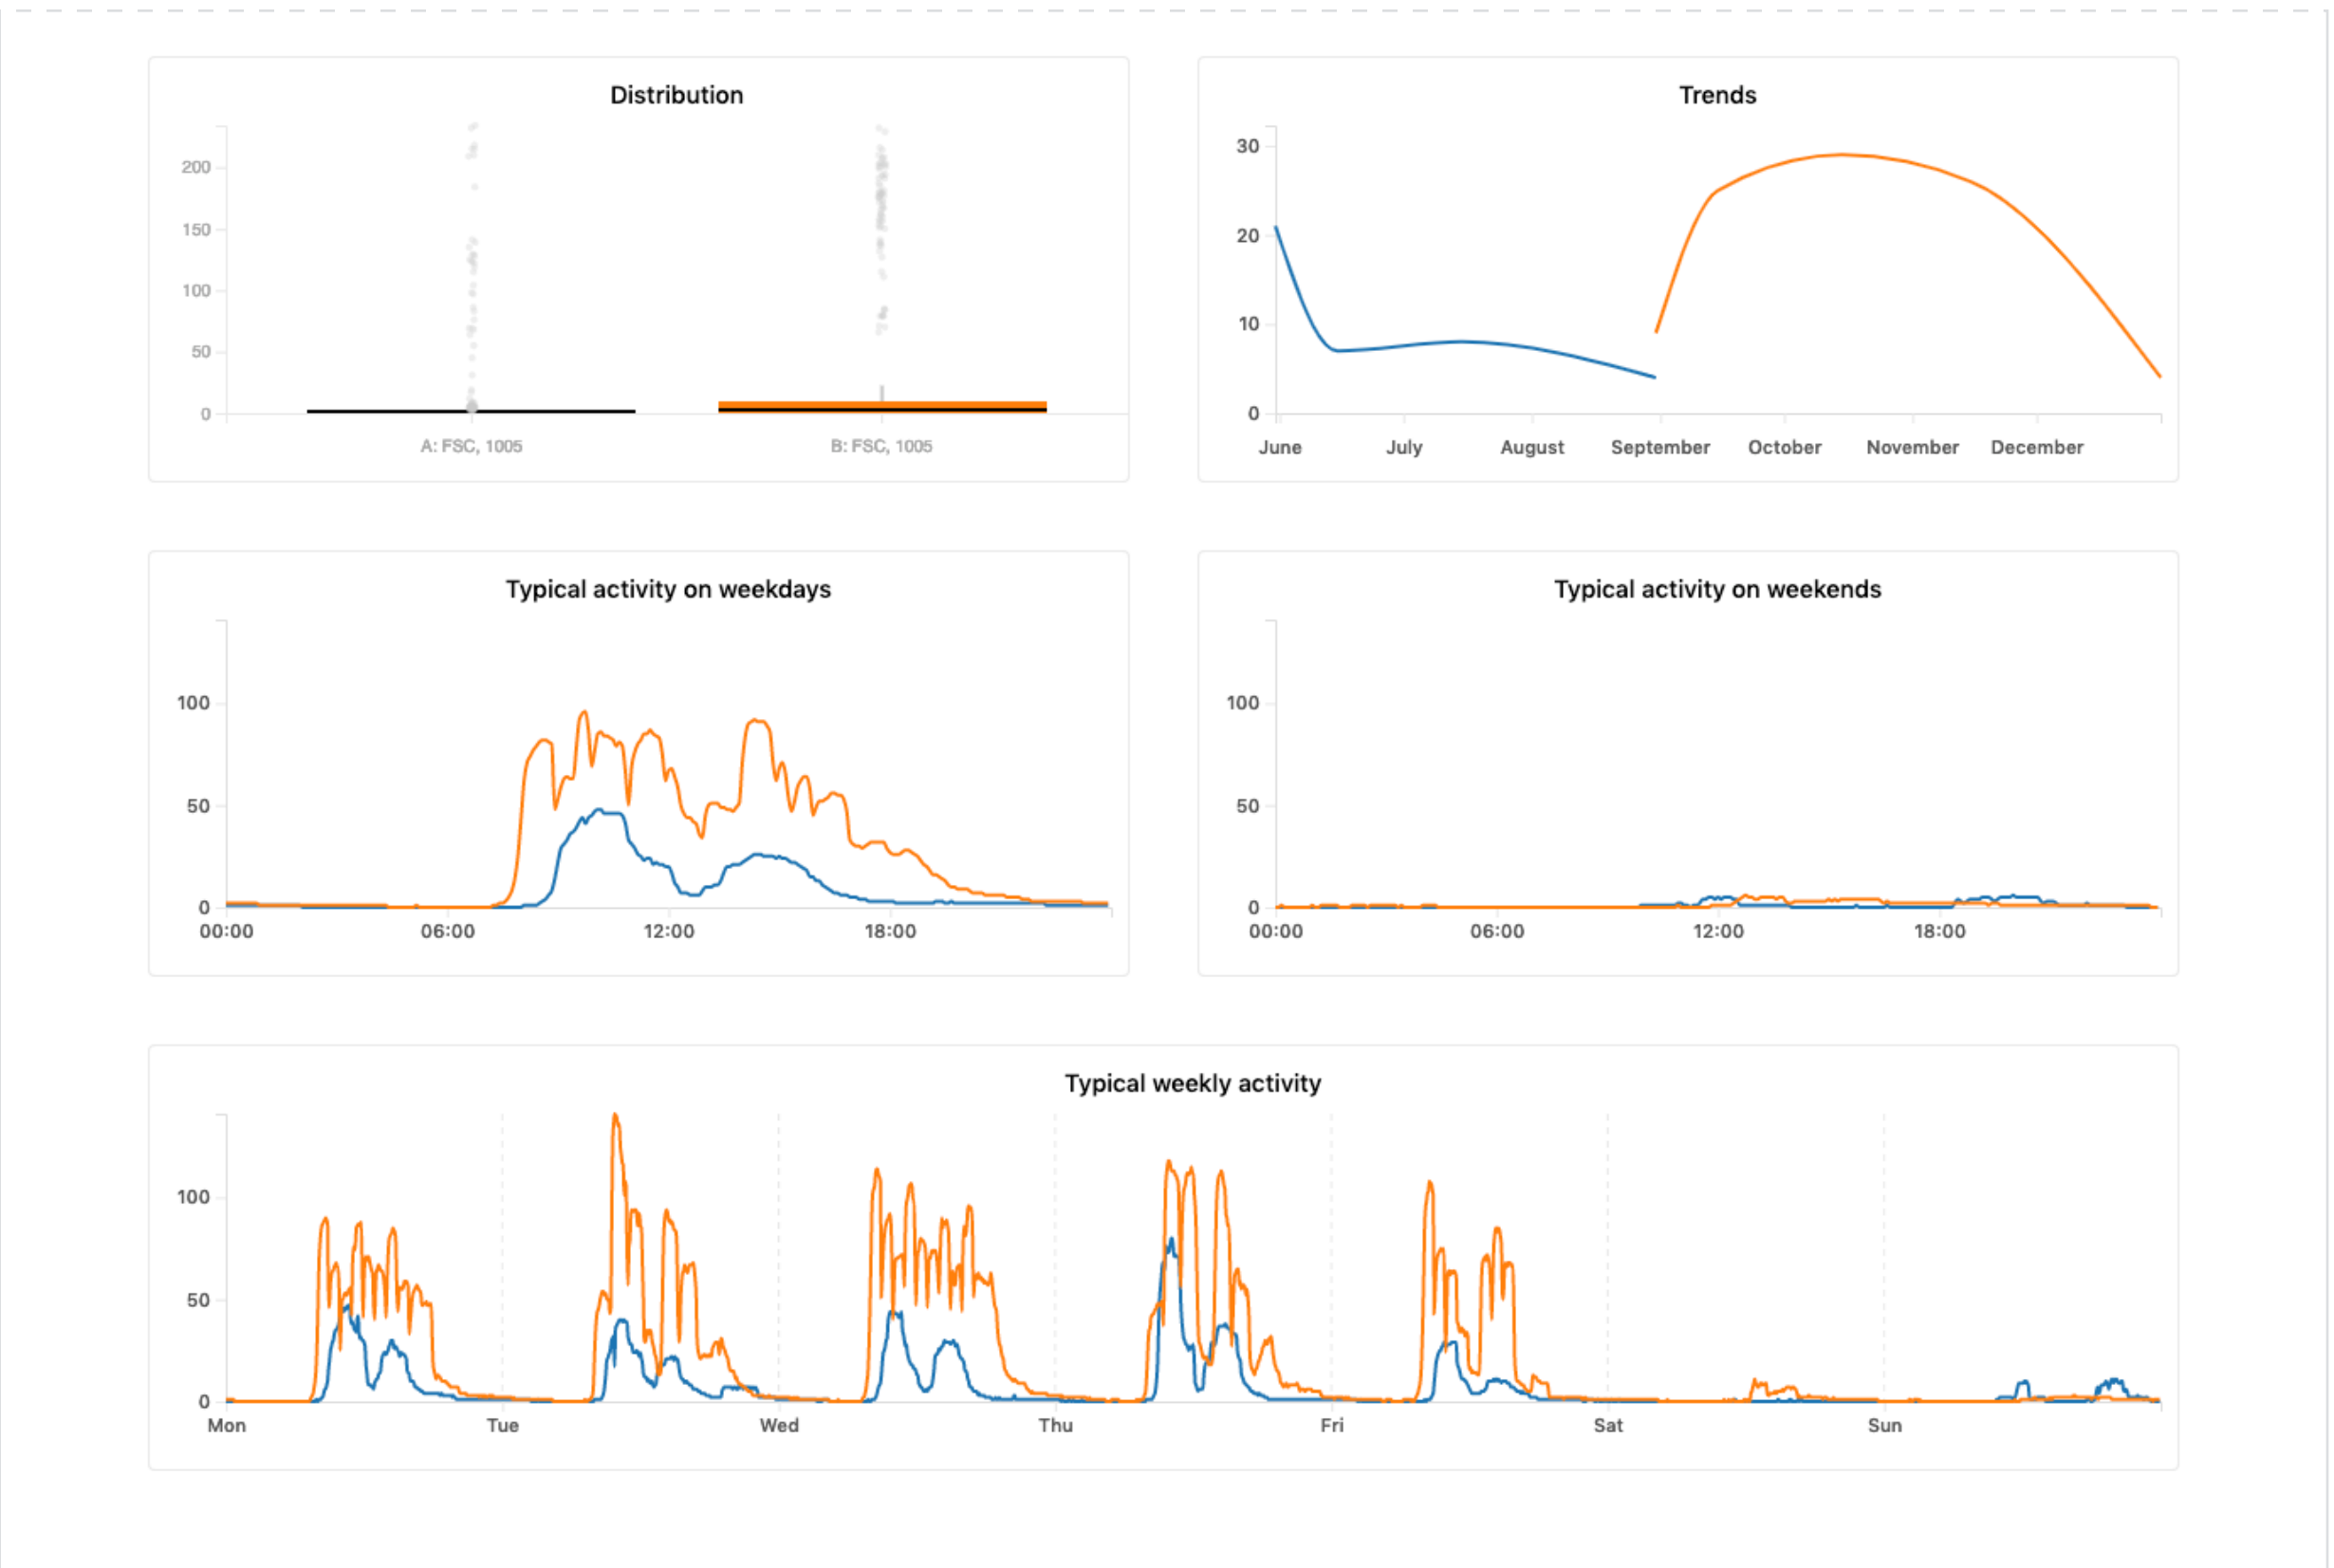 Distribution
200
150
100
50
0
A: FSC, 1005
B: FSC, 1005
Trends
30
20
10
0
June
July
August
September
October
November
December
Typical activity on weekdays
100
50
0
00:00
06:00
12:00
18:00
Typical activity on weekends
100
50
0
00:00
06:00
12:00
18:00
Typical weekly activity
100
50
0
Mon
Tue
Wed
Thu
Fri
Sat
Sun